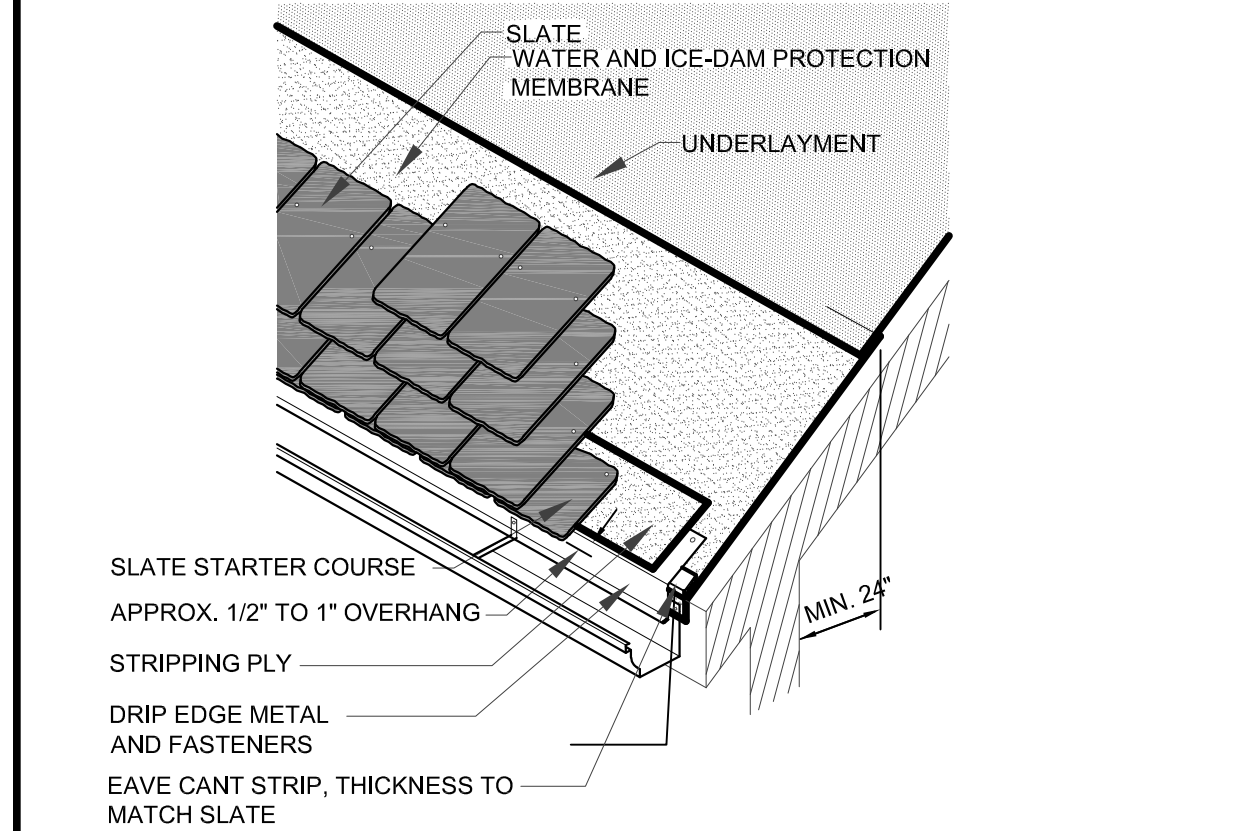 SLATE
WATER AND ICE-DAM PROTECTION
MEMBRANE
UNDERLAYMENT
SLATE STARTER COURSE
APPROX. 1/2" TO 1" OVERHANG
STRIPPING PLY
DRIP EDGE METAL
AND FASTENERS
EAVE CANT STRIP, THICKNESS TO
MATCH SLATE
MIN. 24"